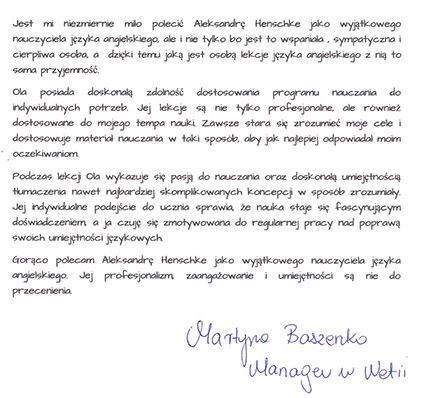 Jest mi niezmiernie miło polecić Aleksandrę Henschke jako wyjątkowego
nauczyciela języka angielskiego, ale i nie tylko bo jest to wspaniała , sympatyczna i
cierpliwa osoba, a dzięki temu jaką jest osobą lekcje języka angielskiego z nią to
sama przyjemność.
Ola posiada doskonałą zdolność dostosowania programu nauczania do
indywidualnych potrzeb. Jej lekcje są nie tylko profesjonalne, ale również
dostosowane do mojego tempa nauki. Zawsze stara się zrozumieć moje cele i
dostosowuje materiał nauczania w taki sposób, aby jak najlepiej odpowiadał moim
oczekiwaniom.
Podczas lekcji Ola wykazuje się pasją do nauczania oraz doskonałą umiejętnością
tłumaczenia nawet najbardziej skomplikowanych koncepcji w sposób zrozumiały.
Jej indywidualne podejście do ucznia sprawia, że nauka staje się fascynującym
doświadczeniem, a ja czuję się zmotywowana do regularnej pracy nad poprawą
swoich umiejętności językowych.
Gorąco polecam Aleksandrę Henschke jako wyjątkowego nauczyciela języka
angielskiego. Jej profesjonalizm, zaangażowanie i umiejętności są nie do
przecenienia.
Martyna Baszenko
Manager w Wetii